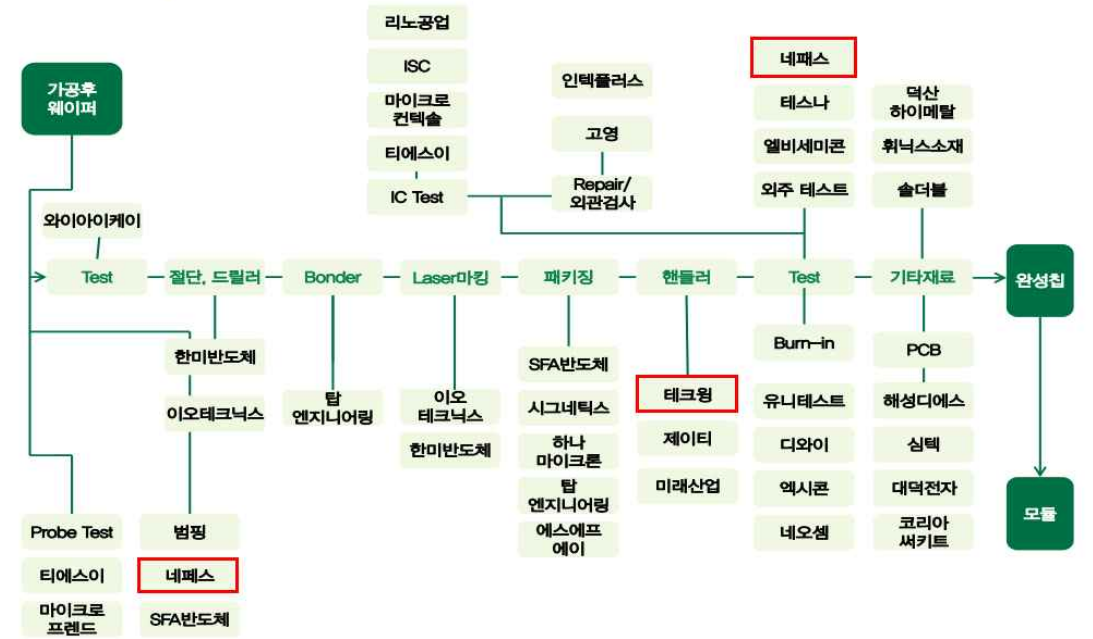 리노공업
ISC
마이크로
컨텍솔
티에스이
IC Test
인텍플러스
고영
Repair/
외관검사
네패스
테스나
엘비세미콘
외주 테스트
덕산
하이메탈
휘닉스소재
솔더볼
가공후
웨이퍼
와이아이케이
Test
절단, 드릴러
Bonder
Laser마킹
패키징
핸들러
Test
기타재료
완성칩
한미반도체
이오테크닉스
탑
엔지니어링
이오
테크닉스
한미반도체
SFA반도체
시그네틱스
하나
마이크론
탑
엔지니어링
에스에프
에이
테크윙
제이티
미래산업
Burn-in
유니테스트
디와이
엑시콘
네오셈
PCB
해성디에스
심텍
대덕전자
코리아
써키트
모듈
Probe Test
티에스이
마이크로
프렌드
범핑
네페스
SFA반도체